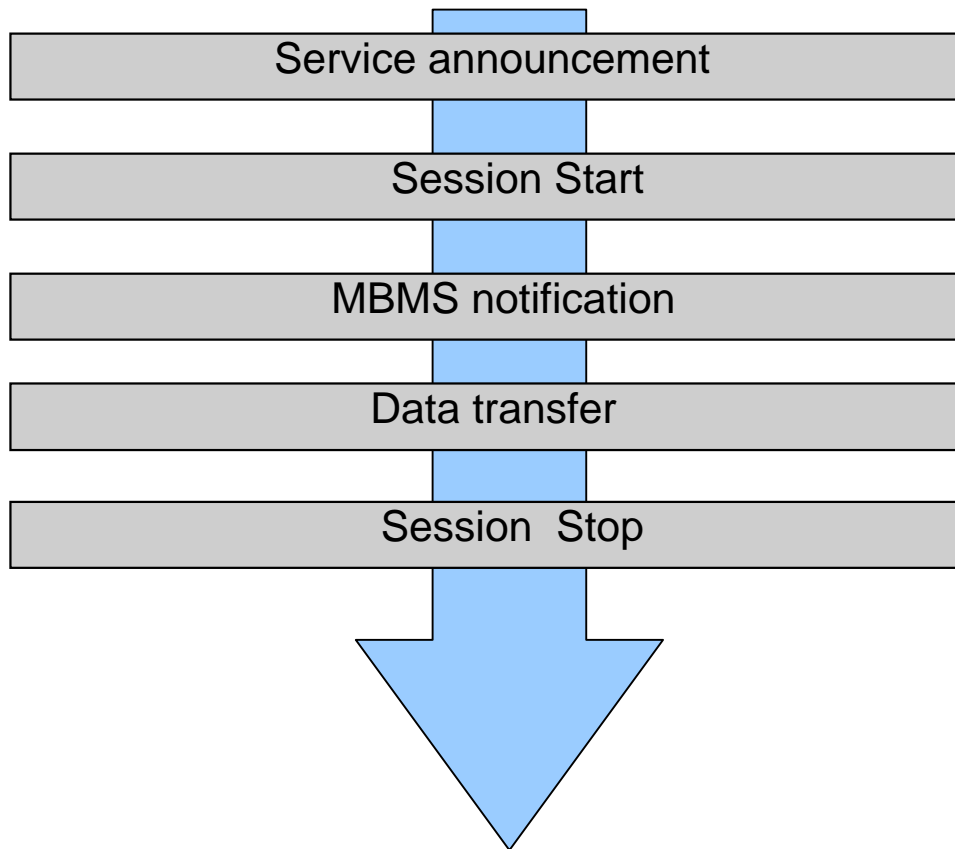 Service announcement
Session Start
MBMS notification
Data transfer
Session  Stop